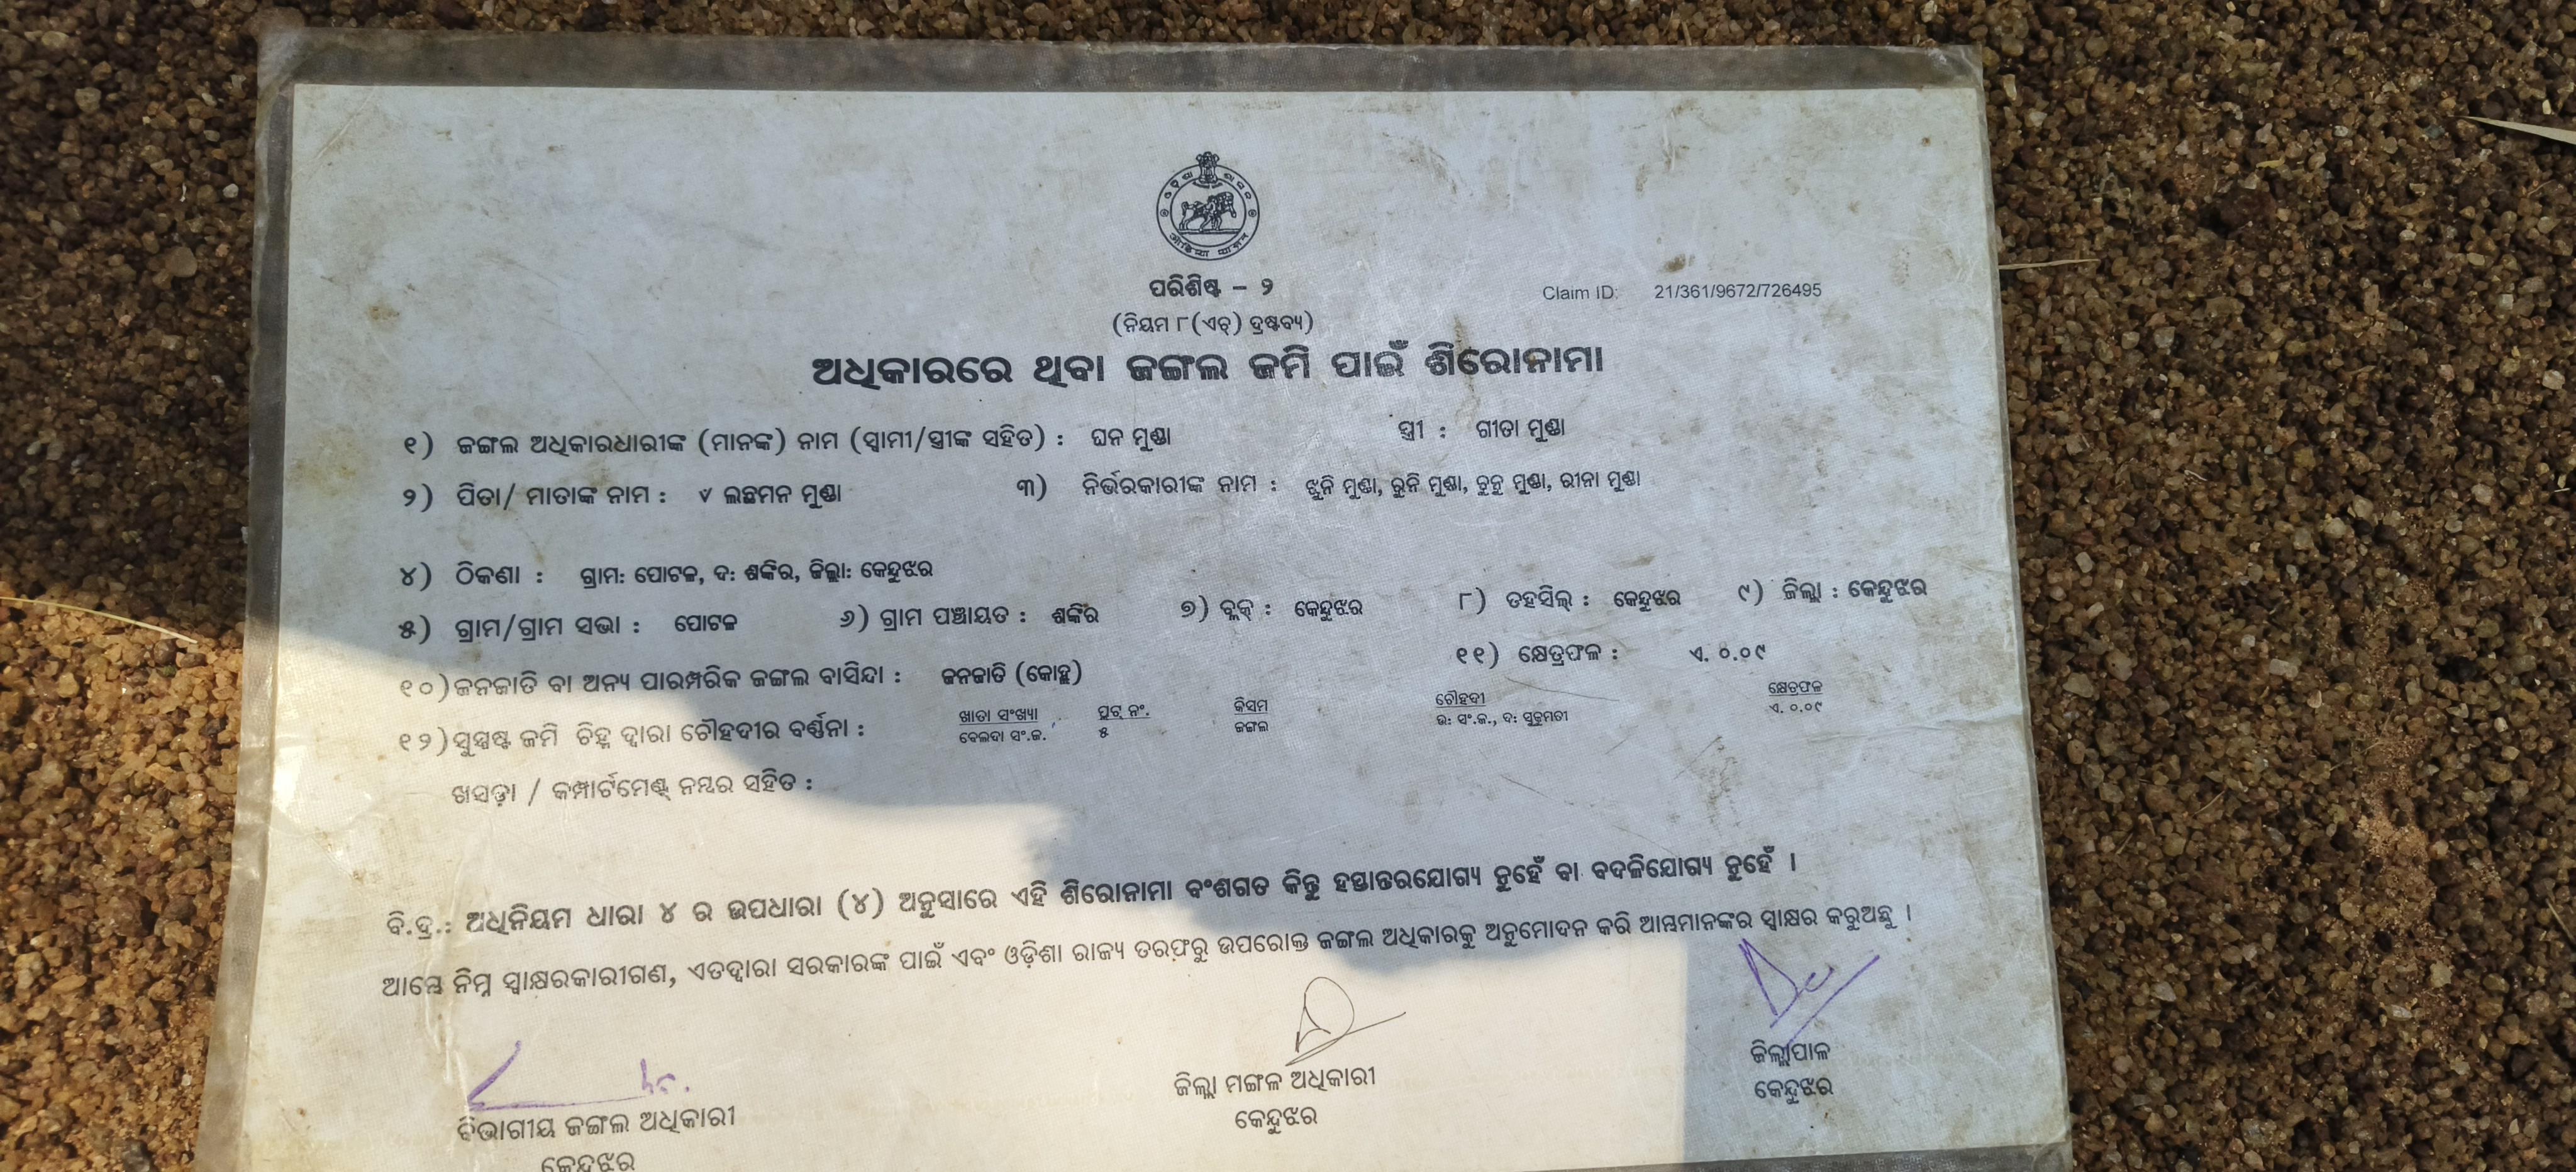 ପରିଶିଷ୍ଟ – ୨
Claim ID: 21/361/9672/726495
(ନିୟମ ୮(ଏଚ୍) ଦ୍ରଷ୍ଟବ୍ୟ)
ଅଧିକାରରେ ଥିବା ଜଙ୍ଗଲ ଜମି ପାଇଁ ଶିରୋନାମା
୧) ଜଙ୍ଗଲ ଅଧିକାରଧାରୀଙ୍କ (ମାନଙ୍କ) ନାମ (ସ୍ୱାମୀ/ସ୍ତ୍ରୀଙ୍କ ସହିତ) : ଘନ ମୁଣ୍ଡା ସ୍ତ୍ରୀ : ଗୀତା ମୁଣ୍ଡା
୨) ପିତା/ ମାତାଙ୍କ ନାମ : ଲଛମନ ମୁଣ୍ଡା ୩) ନିର୍ଭରକାରୀଙ୍କ ନାମ : ଝୁନି ମୁଣ୍ଡା, ରୁନି ମୁଣ୍ଡା, ଟୁକୁ ମୁଣ୍ଡା, ରୀନା ମୁଣ୍ଡା
୪) ଠିକଣା : ଗ୍ରାମ: ପୋଟଳ, ଦ: ଶଙ୍କିର, ଜିଲ୍ଲା: କେନ୍ଦୁଝର
୫) ଗ୍ରାମ/ଗ୍ରାମ ସଭା : ପୋଟଳ ୬) ଗ୍ରାମ ପଞ୍ଚାୟତ : ଶଙ୍କିର ୭) ବ୍ଲକ୍ : କେନ୍ଦୁଝର ୮) ତହସିଲ୍ : କେନ୍ଦୁଝର ୯) ଜିଲ୍ଲା : କେନ୍ଦୁଝର
୧୦) ଜନଜାତି ବା ଅନ୍ୟ ପାରମ୍ପରିକ ଜଙ୍ଗଲ ବାସିନ୍ଦା : ଜନଜାତି (କୋହ୍ଲ) ୧୧) କ୍ଷେତ୍ରଫଳ : ଏ. ୦.୦୯
୧୨) ସୁସ୍ପଷ୍ଟ ଜମି ଚିହ୍ନ ଦ୍ୱାରା ଚୌହଦୀର ବର୍ଣ୍ଣନା : ଖାତା ସଂଖ୍ୟା ପ୍ଲଟ୍ ନଂ. କିସମ ଚୌହଦୀ କ୍ଷେତ୍ରଫଳ
ବେଲଦା ସଂ.ଜ. ୫ ଜଙ୍ଗଲ ଉ: ସଂ.ଜ., ଦ: ସୁକୁମତୀ ଏ. ୦.୦୯
ଖସଡ଼ା / କମ୍ପାର୍ଟମେଣ୍ଟ୍ ନମ୍ବର ସହିତ :
ବି.ଦ୍ର.: ଅଧିନିୟମ ଧାରା ୪ ର ଉପଧାରା (୪) ଅନୁସାରେ ଏହି ଶିରୋନାମା ବଂଶଗତ କିନ୍ତୁ ହସ୍ତାନ୍ତରଯୋଗ୍ୟ ନୁହେଁ ବା ବଦଳିଯୋଗ୍ୟ ନୁହେଁ ।
ଆମ୍ଭେ ନିମ୍ନ ସ୍ୱାକ୍ଷରକାରୀଗଣ, ଏତଦ୍ୱାରା ସରକାରଙ୍କ ପାଇଁ ଏବଂ ଓଡ଼ିଶା ରାଜ୍ୟ ତରଫରୁ ଉପରୋକ୍ତ ଜଙ୍ଗଲ ଅଧିକାରକୁ ଅନୁମୋଦନ କରି ଆମ୍ଭମାନଙ୍କର ସ୍ୱାକ୍ଷର କରୁଅଛୁ ।
ବିଭାଗୀୟ ଜଙ୍ଗଲ ଅଧିକାରୀ ଜିଲ୍ଲା ମଙ୍ଗଳ ଅଧିକାରୀ ଜିଲ୍ଲାପାଳ
କେନ୍ଦୁଝର କେନ୍ଦୁଝର କେନ୍ଦୁଝର